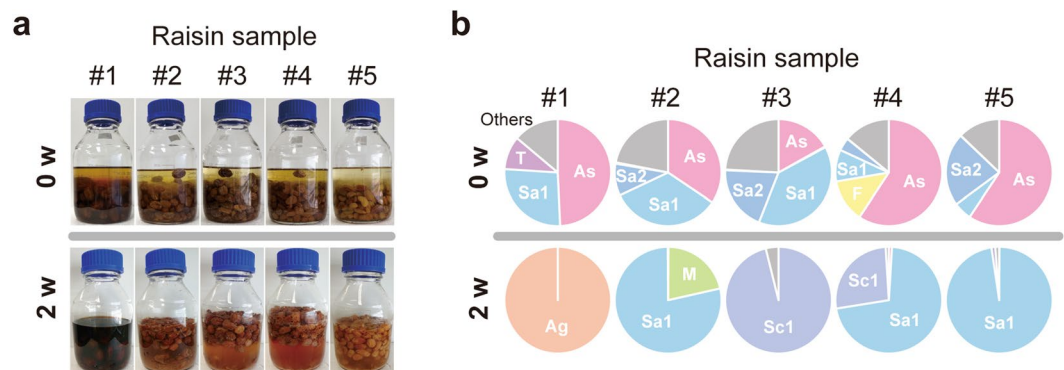 a
Raisin sample
#1 #2 #3 #4 #5
0 w
2 w
b
Raisin sample
#1 #2 #3 #4 #5
0 w
Others
T
As
Sa1
As
Sa2
Sa1
As
Sa2
Sa1
Sa1
F
As
Sa2
As
2 w
Ag
M
Sa1
Sc1
Sc1
Sa1
Sa1